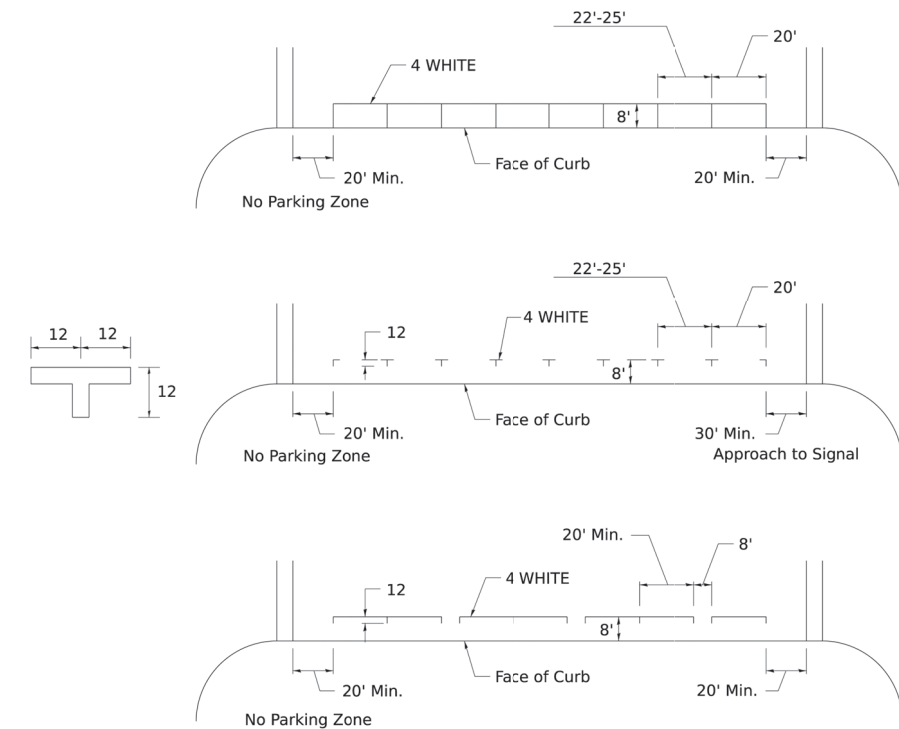 22'-25'
20'
4 WHITE
8'
Face of Curb
20' Min.
20' Min.
No Parking Zone
22'-25'
20'
4 WHITE
12
12 12
12
8'
Face of Curb
20' Min.
30' Min.
No Parking Zone
Approach to Signal
20' Min.
8'
4 WHITE
12
8'
Face of Curb
20' Min.
20' Min.
No Parking Zone